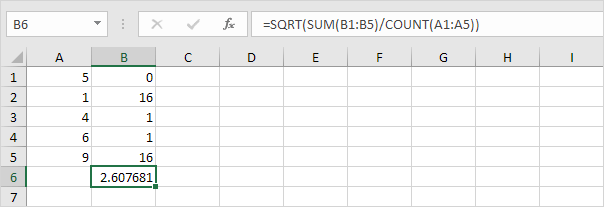 B6 fx =SQRT(SUM(B1:B5)/COUNT(A1:A5))
A B C D E F G H I
1 5 0
2 1 16
3 4 1
4 6 1
5 9 16
6 2.607681
7